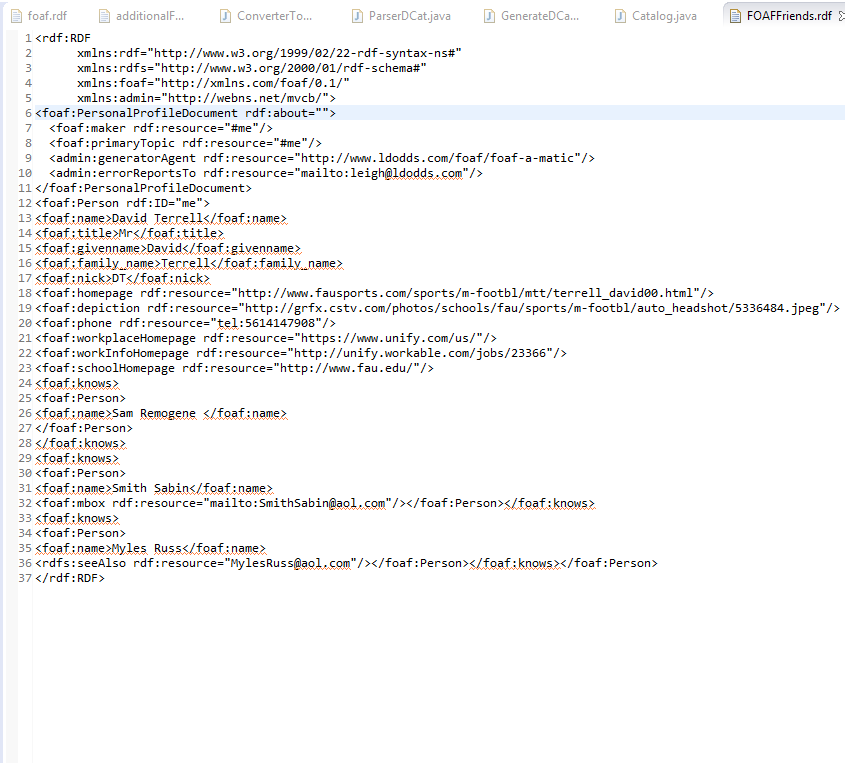 foaf.rdf additionalF... ConverterTo... ParserDCat.java GenerateDCa... Catalog.java FOAFFriends.rdf
1 <rdf:RDF
2 xmlns:rdf="http://www.w3.org/1999/02/22-rdf-syntax-ns#"
3 xmlns:rdfs="http://www.w3.org/2000/01/rdf-schema#"
4 xmlns:foaf="http://xmlns.com/foaf/0.1/"
5 xmlns:admin="http://webns.net/mvcb/">
6 <foaf:PersonalProfileDocument rdf:about="">
7 <foaf:maker rdf:resource="#me"/>
8 <foaf:primaryTopic rdf:resource="#me"/>
9 <admin:generatorAgent rdf:resource="http://www.ldodds.com/foaf/foaf-a-matic"/>
10 <admin:errorReportsTo rdf:resource="mailto:leigh@ldodds.com"/>
11 </foaf:PersonalProfileDocument>
12 <foaf:Person rdf:ID="me">
13 <foaf:name>David Terrell</foaf:name>
14 <foaf:title>Mr</foaf:title>
15 <foaf:givenname>David</foaf:givenname>
16 <foaf:family_name>Terrell</foaf:family_name>
17 <foaf:nick>DT</foaf:nick>
18 <foaf:homepage rdf:resource="http://www.fausports.com/sports/m-footbl/mtt/terrell_david00.html"/>
19 <foaf:depiction rdf:resource="http://grfx.cstv.com/photos/schools/fau/sports/m-footbl/auto_headshot/5336484.jpeg"/>
20 <foaf:phone rdf:resource="tel:5614147908"/>
21 <foaf:workplaceHomepage rdf:resource="https://www.unify.com/us/"/>
22 <foaf:workInfoHomepage rdf:resource="http://unify.workable.com/jobs/23366"/>
23 <foaf:schoolHomepage rdf:resource="http://www.fau.edu/"/>
24 <foaf:knows>
25 <foaf:Person>
26 <foaf:name>Sam Remogene </foaf:name>
27 </foaf:Person>
28 </foaf:knows>
29 <foaf:knows>
30 <foaf:Person>
31 <foaf:name>Smith Sabin</foaf:name>
32 <foaf:mbox rdf:resource="mailto:SmithSabin@aol.com"/></foaf:Person></foaf:knows>
33 <foaf:knows>
34 <foaf:Person>
35 <foaf:name>Myles Russ</foaf:name>
36 <rdfs:seeAlso rdf:resource="MylesRuss@aol.com"/></foaf:Person></foaf:knows></foaf:Person>
37 </rdf:RDF>